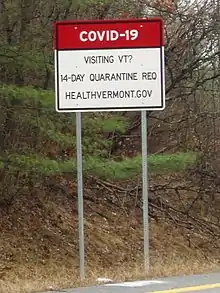 COVID-19
VISITING VT?
14-DAY QUARANTINE REQ
HEALTHVERMONT.GOV